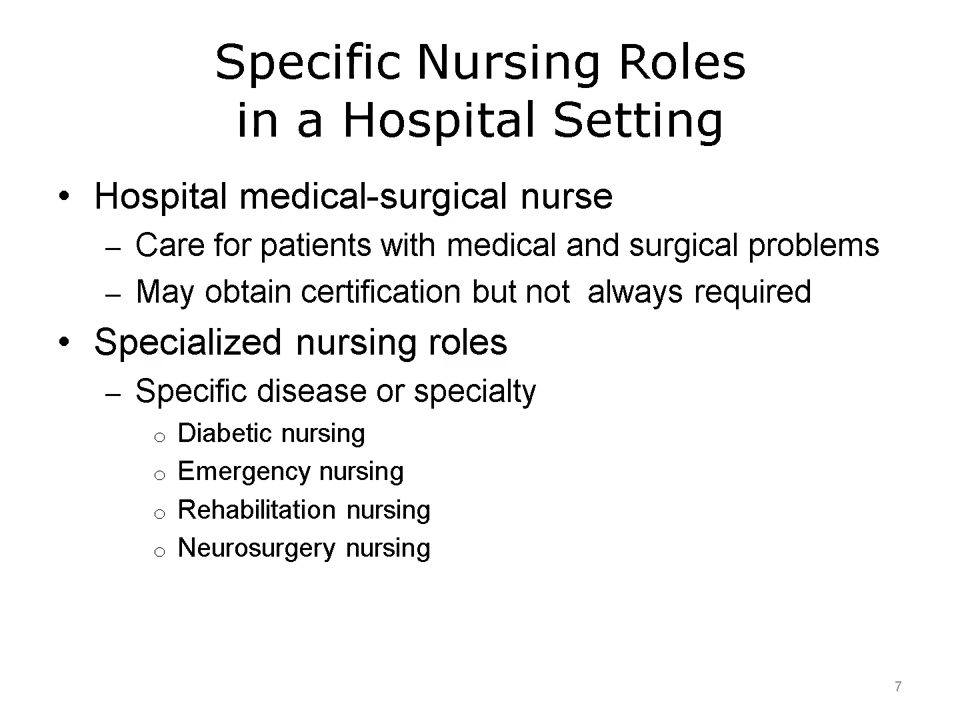 Specific Nursing Roles
in a Hospital Setting
• Hospital medical-surgical nurse
– Care for patients with medical and surgical problems
– May obtain certification but not  always required
• Specialized nursing roles
– Specific disease or specialty
o Diabetic nursing
o Emergency nursing
o Rehabilitation nursing
o Neurosurgery nursing
7